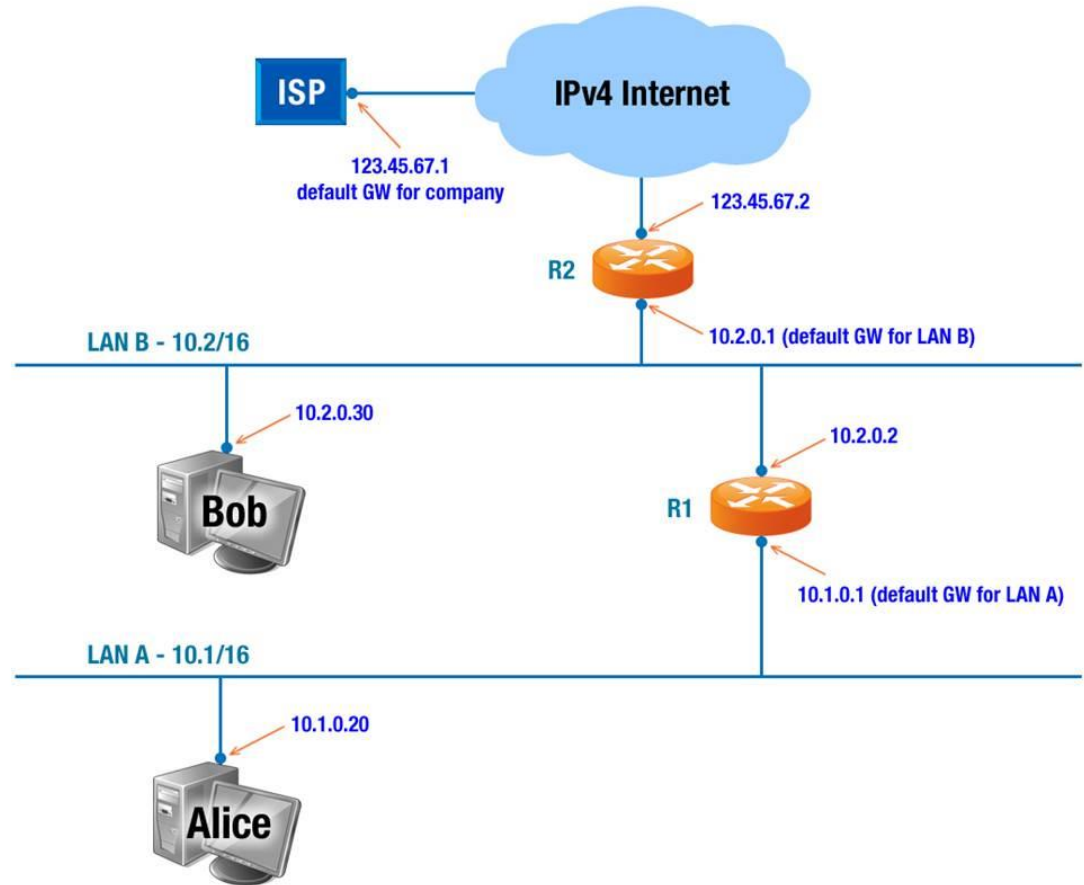 ISP
IPv4 Internet
123.45.67.1
default GW for company
123.45.67.2
R2
10.2.0.1 (default GW for LAN B)
LAN B - 10.2/16
10.2.0.30
10.2.0.2
Bob
R1
10.1.0.1 (default GW for LAN A)
LAN A - 10.1/16
10.1.0.20
Alice